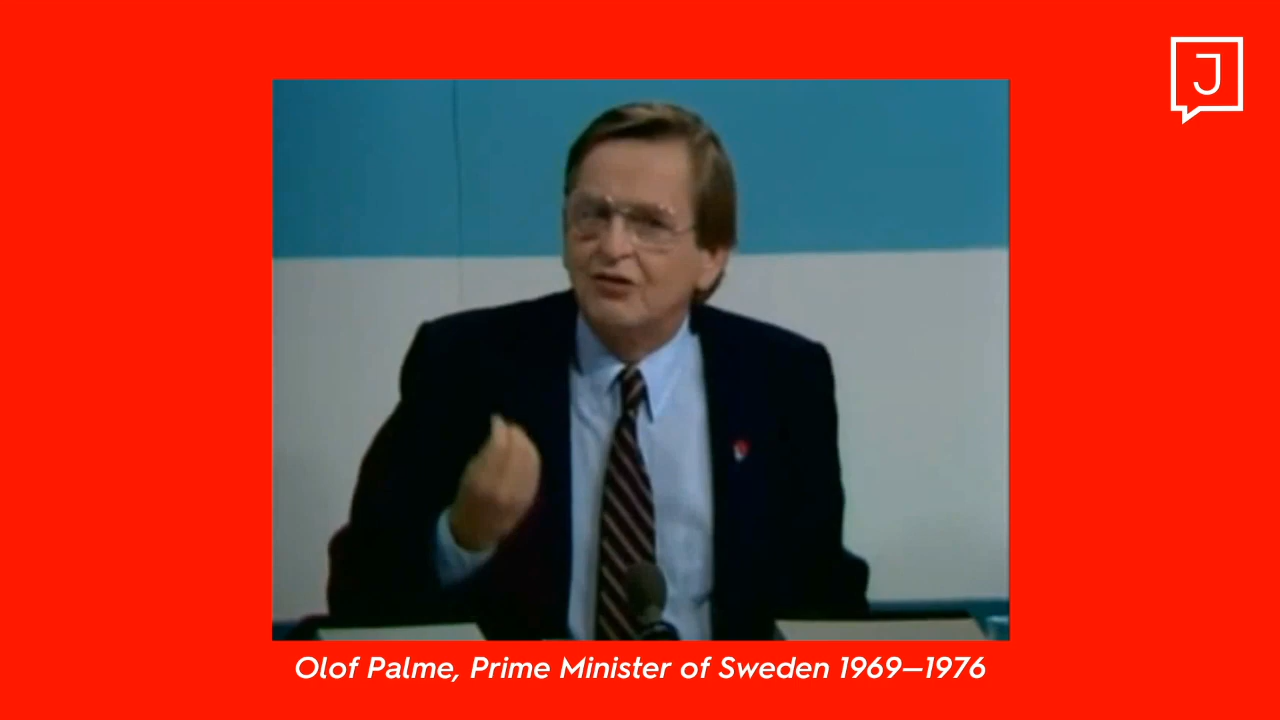 J
Olof Palme, Prime Minister of Sweden 1969–1976